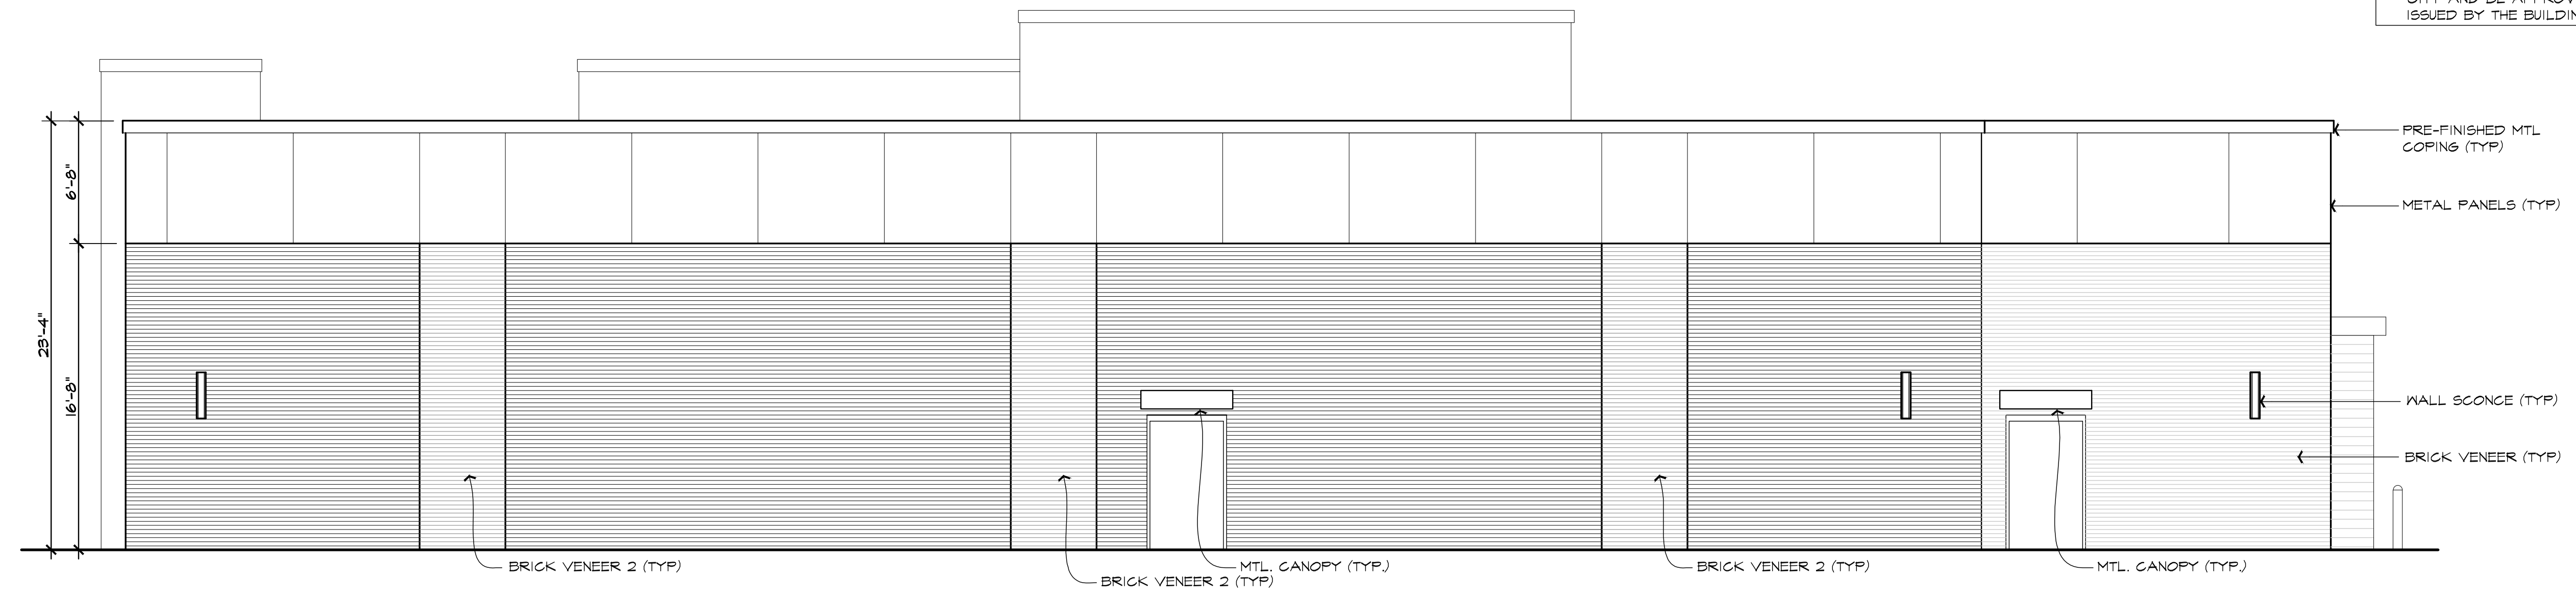 ISSUED BY THE BUILDIN
PRE-FINISHED MTL
COPING (TYP)
6'-8"
METAL PANELS (TYP)
23'-4"
16'-8"
WALL SCONCE (TYP)
BRICK VENEER (TYP)
BRICK VENEER 2 (TYP)
BRICK VENEER 2 (TYP)
MTL. CANOPY (TYP.)
BRICK VENEER 2 (TYP)
MTL. CANOPY (TYP.)